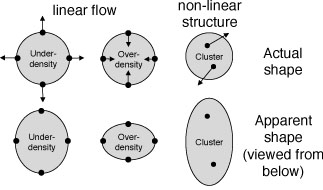 linear flow
non-linear
structure
Under-
density
Over-
density
Cluster
Actual
shape
Under-
density
Over-
density
Cluster
Apparent
shape
(viewed from
below)